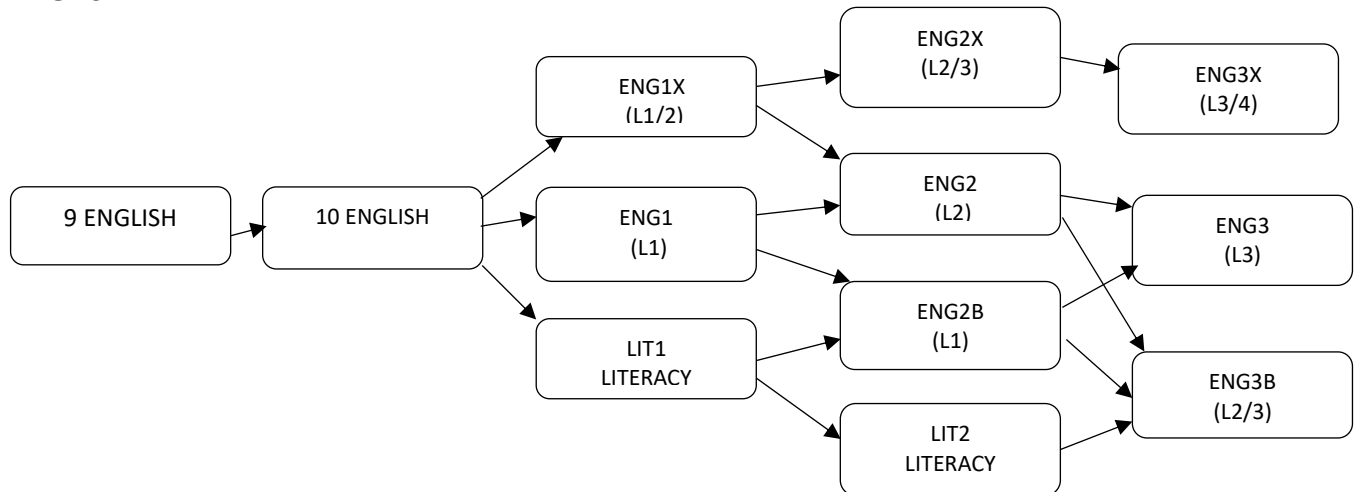 9 ENGLISH
10 ENGLISH
ENG1X
(L1/2)
ENG1
(L1)
LIT1
LITERACY
ENG2X
(L2/3)
ENG2
(L2)
ENG2B
(L1)
LIT2
LITERACY
ENG3X
(L3/4)
ENG3
(L3)
ENG3B
(L2/3)